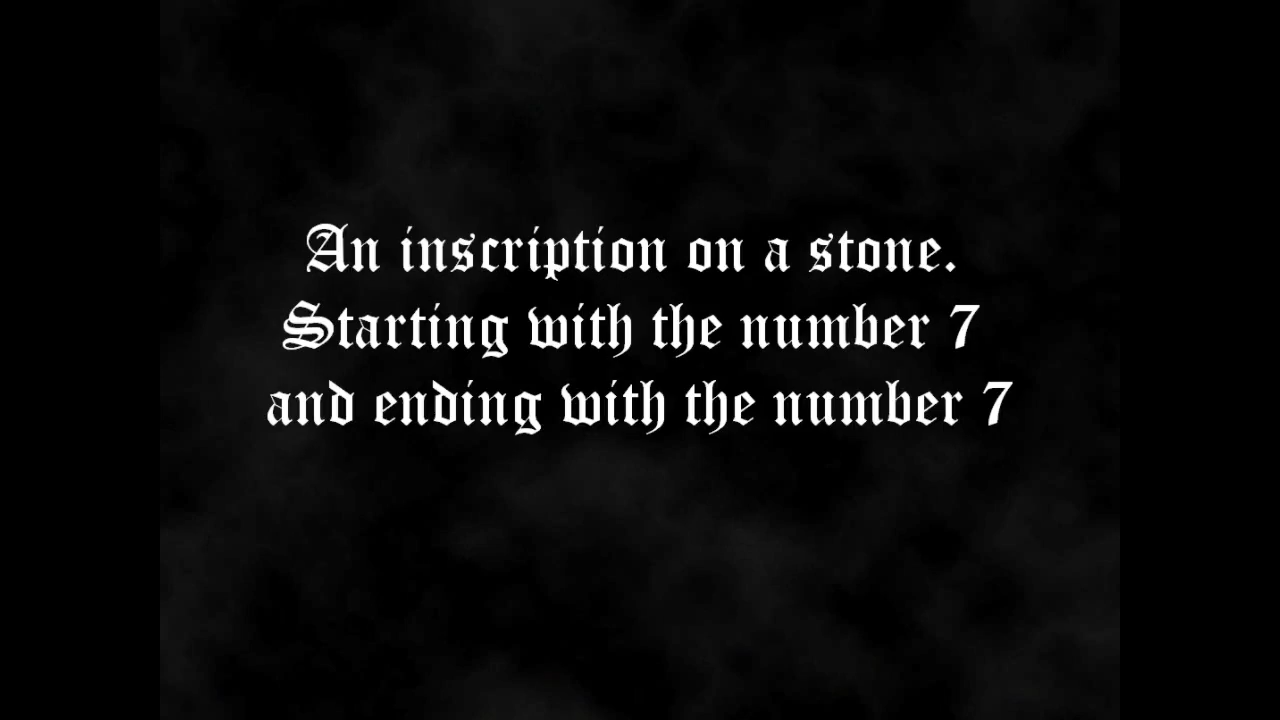 An inscription on a stone.
Starting with the number 7
and ending with the number 7